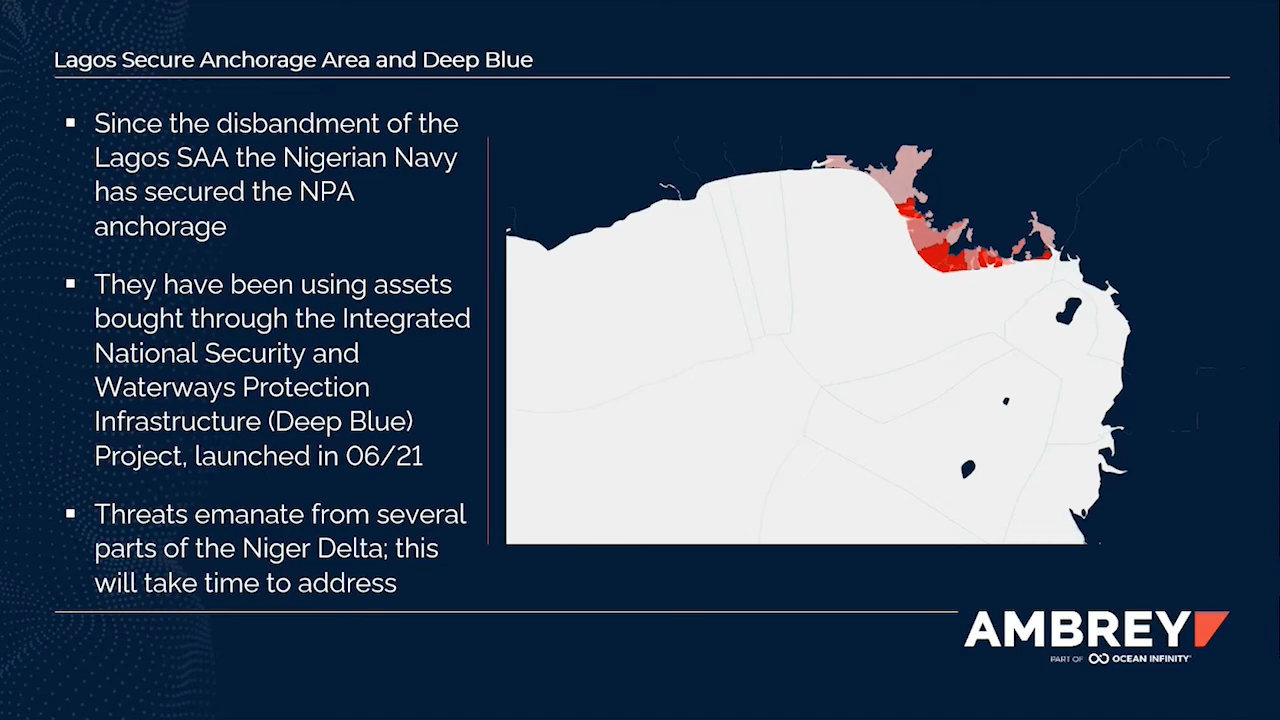 Lagos Secure Anchorage Area and Deep Blue
▪ Since the disbandment of the
Lagos SAA the Nigerian Navy
has secured the NPA
anchorage
▪ They have been using assets
bought through the Integrated
National Security and
Waterways Protection
Infrastructure (Deep Blue)
Project, launched in 06/21
▪ Threats emanate from several
parts of the Niger Delta; this
will take time to address
AMBREY
PART OF OCEAN INFINITY